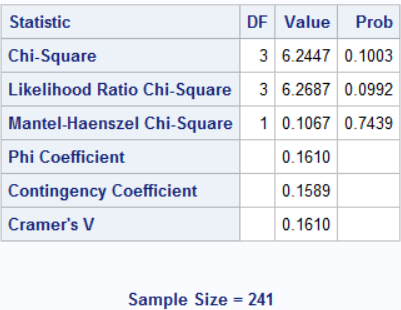 Statistic DF Value Prob
Chi-Square 3 6.2447 0.1003
Likelihood Ratio Chi-Square 3 6.2687 0.0992
Mantel-Haenszel Chi-Square 1 0.1067 0.7439
Phi Coefficient 0.1610
Contingency Coefficient 0.1589
Cramer's V 0.1610
Sample Size = 241